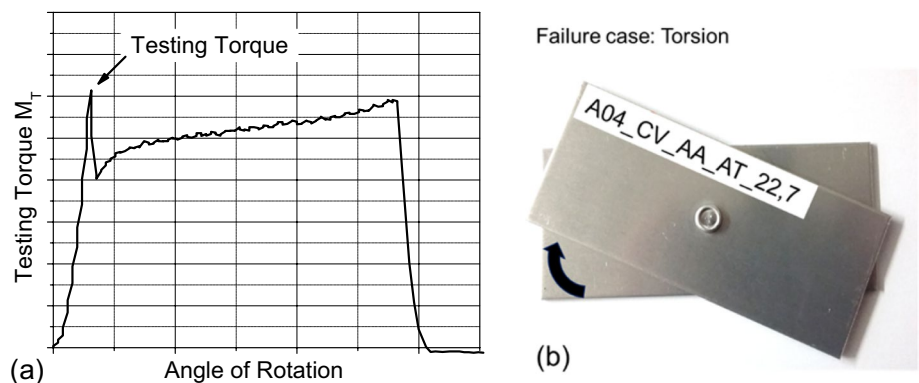 Testing Torque
Testing Torque M_T
Angle of Rotation
(a)
Failure case: Torsion
A04_CV_AA_AT_22,7
(b)